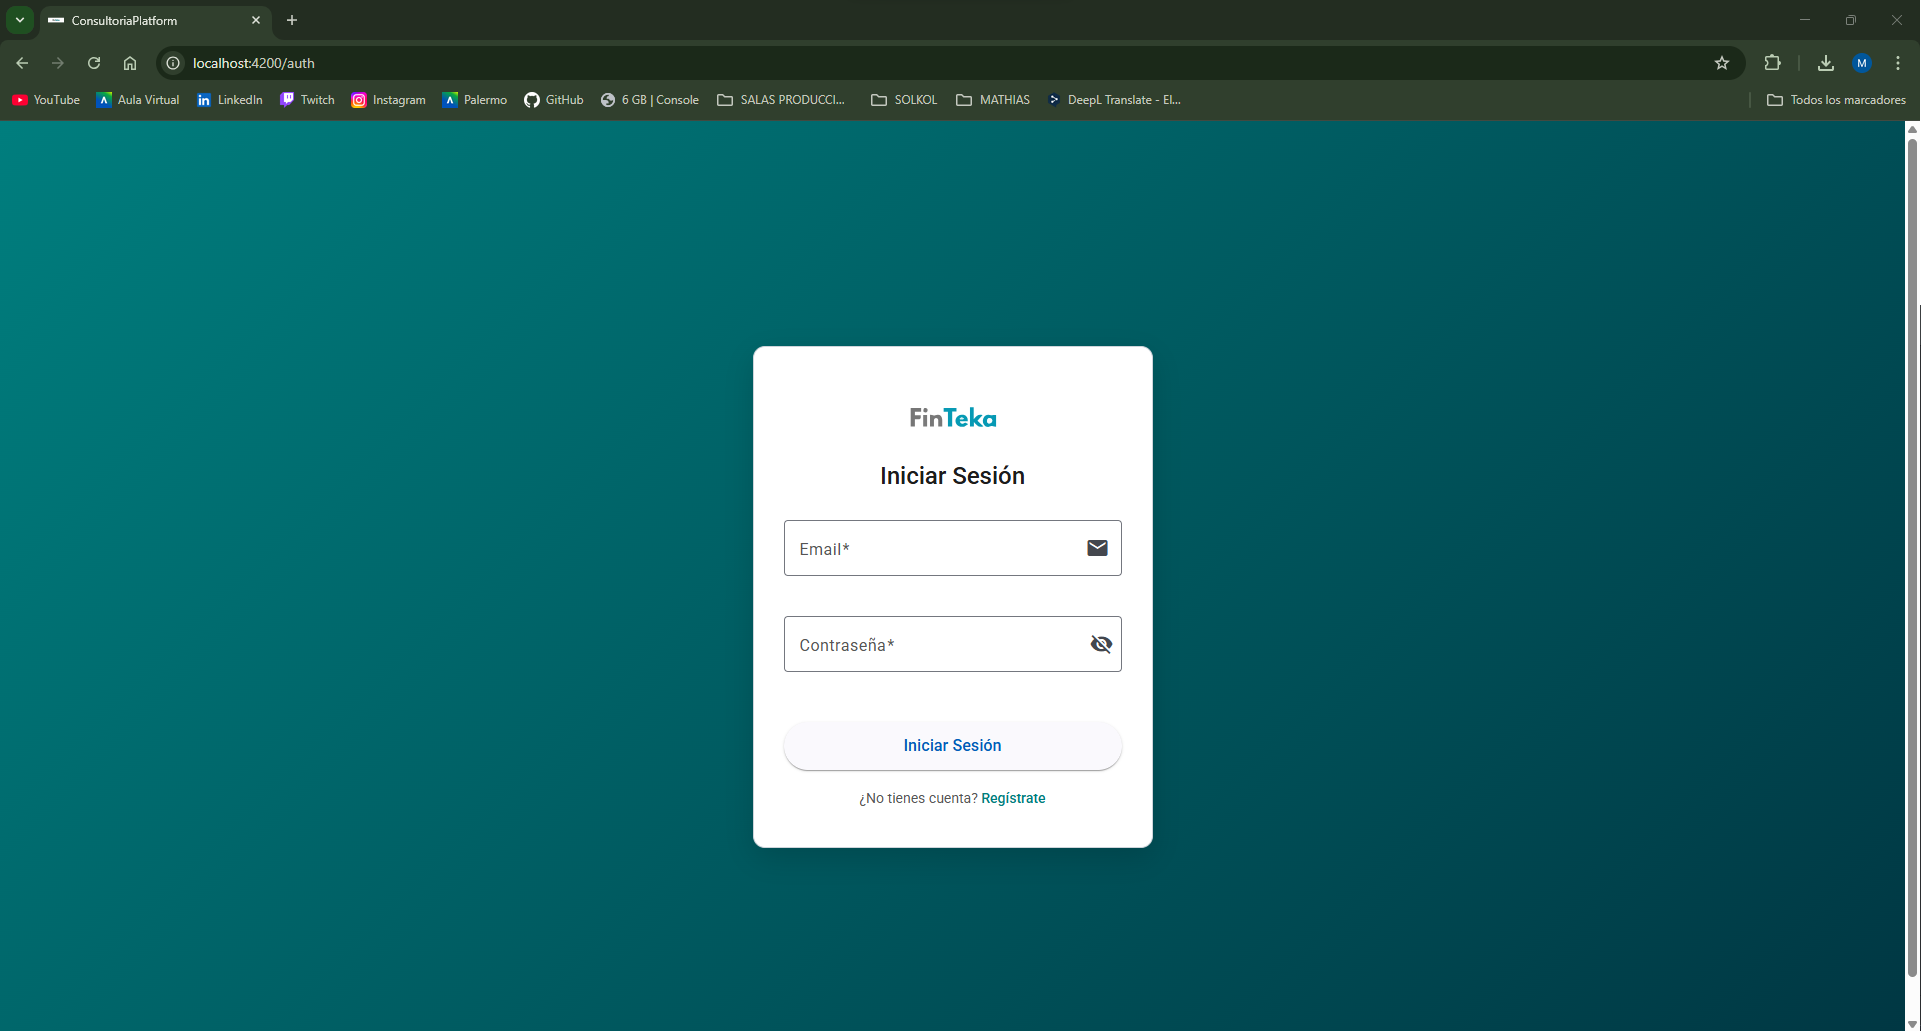 ConsultoriaPlatform
localhost:4200/auth
YouTube Aula Virtual LinkedIn Twitch Instagram Palermo GitHub 6 GB | Console SALAS PRODUCCI... SOLKOL MATHIAS DeepL Translate - El... Todos los marcadores
M
FinTeka
Iniciar Sesión
Email*
Contraseña*
Iniciar Sesión
¿No tienes cuenta? Regístrate